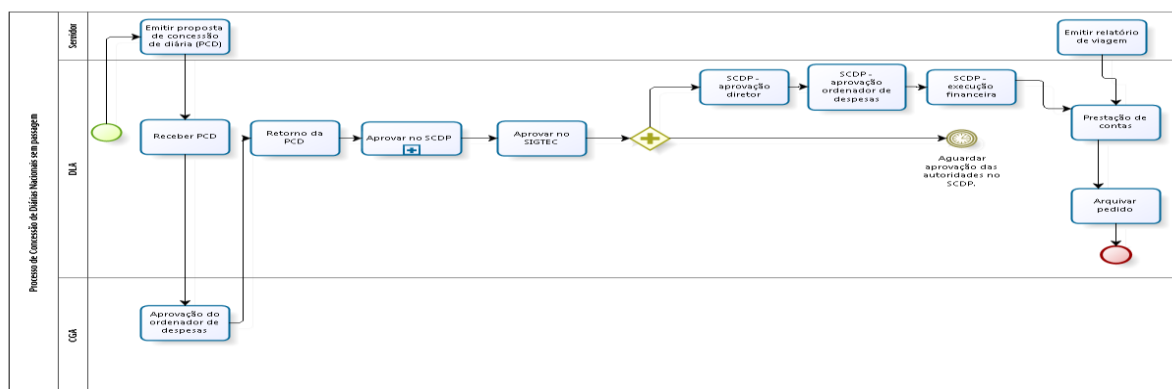 Processo de Concessão de Diárias Nacionais sem passagem
Servidor
Emitir proposta
de concessão
de diária (PCD)
Emitir relatório
de viagem
DLA
Receber PCD
Retorno da
PCD
Aprovar no SCDP
Aprovar no
SIGTEC
SCDP -
aprovação
diretor
SCDP -
aprovação
ordenador de
despesas
SCDP -
execução
financeira
Aguardar
aprovação das
autoridades no
SCDP.
Prestação de
contas
Arquivar
pedido
CGA
Aprovação do
ordenador de
despesas